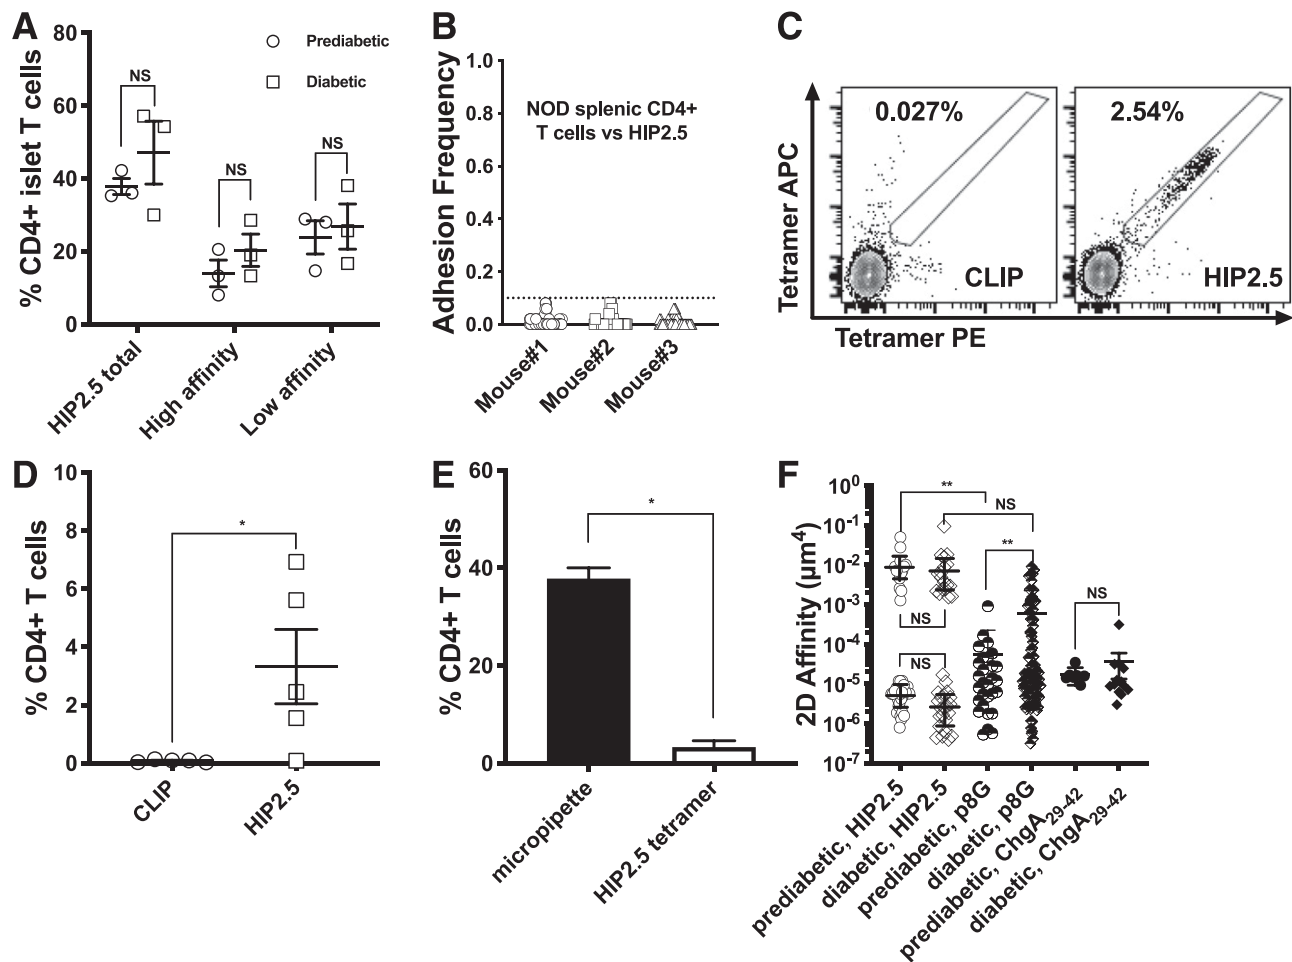 A
80
60
40
20
0
% CD4+ islet T cells
Prediabetic
Diabetic
NS
NS
NS
HIP2.5 total
High affinity
Low affinity
B
1.0
0.8
0.6
0.4
0.2
0.0
Adhesion Frequency
NOD splenic CD4+
T cells vs HIP2.5
Mouse#1
Mouse#2
Mouse#3
C
0.027%
2.54%
CLIP
HIP2.5
Tetramer APC
Tetramer PE
D
10
8
6
4
2
0
% CD4+ T cells
*
CLIP
HIP2.5
E
60
40
20
0
% CD4+ T cells
*
micropipette
HIP2.5 tetramer
F
10⁰
10⁻¹
10⁻²
10⁻³
10⁻⁴
10⁻⁵
10⁻⁶
10⁻⁷
2D Affinity (µm⁴)
**
NS
**
NS
NS
NS
prediabetic, HIP2.5
diabetic, HIP2.5
prediabetic, p8G
diabetic, p8G
prediabetic, ChgA₂₉₋₄₂
diabetic, ChgA₂₉₋₄₂